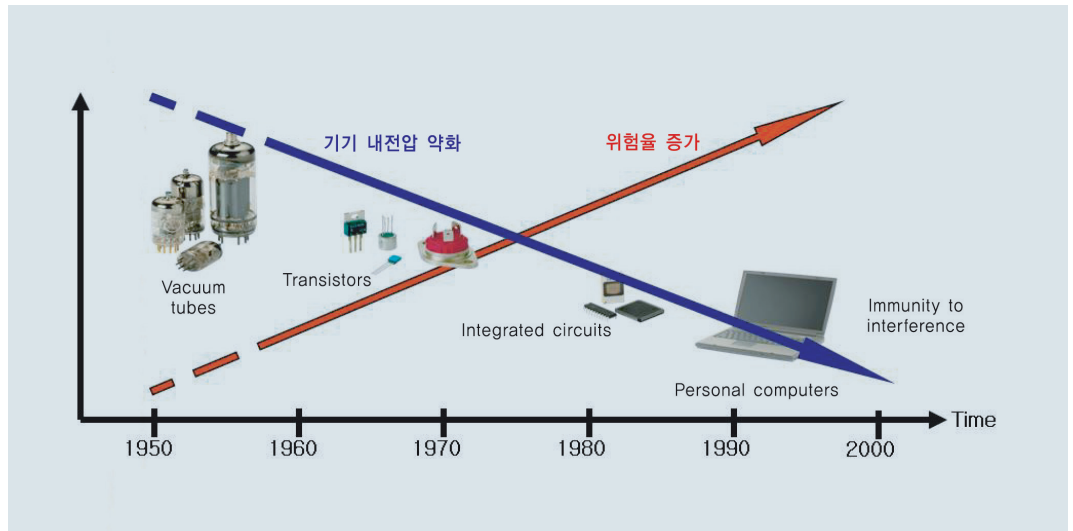 기기 내전압 약화
위험율 증가
Vacuum
tubes
Transistors
Integrated circuits
Immunity to
interference
Personal computers
Time
1950
1960
1970
1980
1990
2000